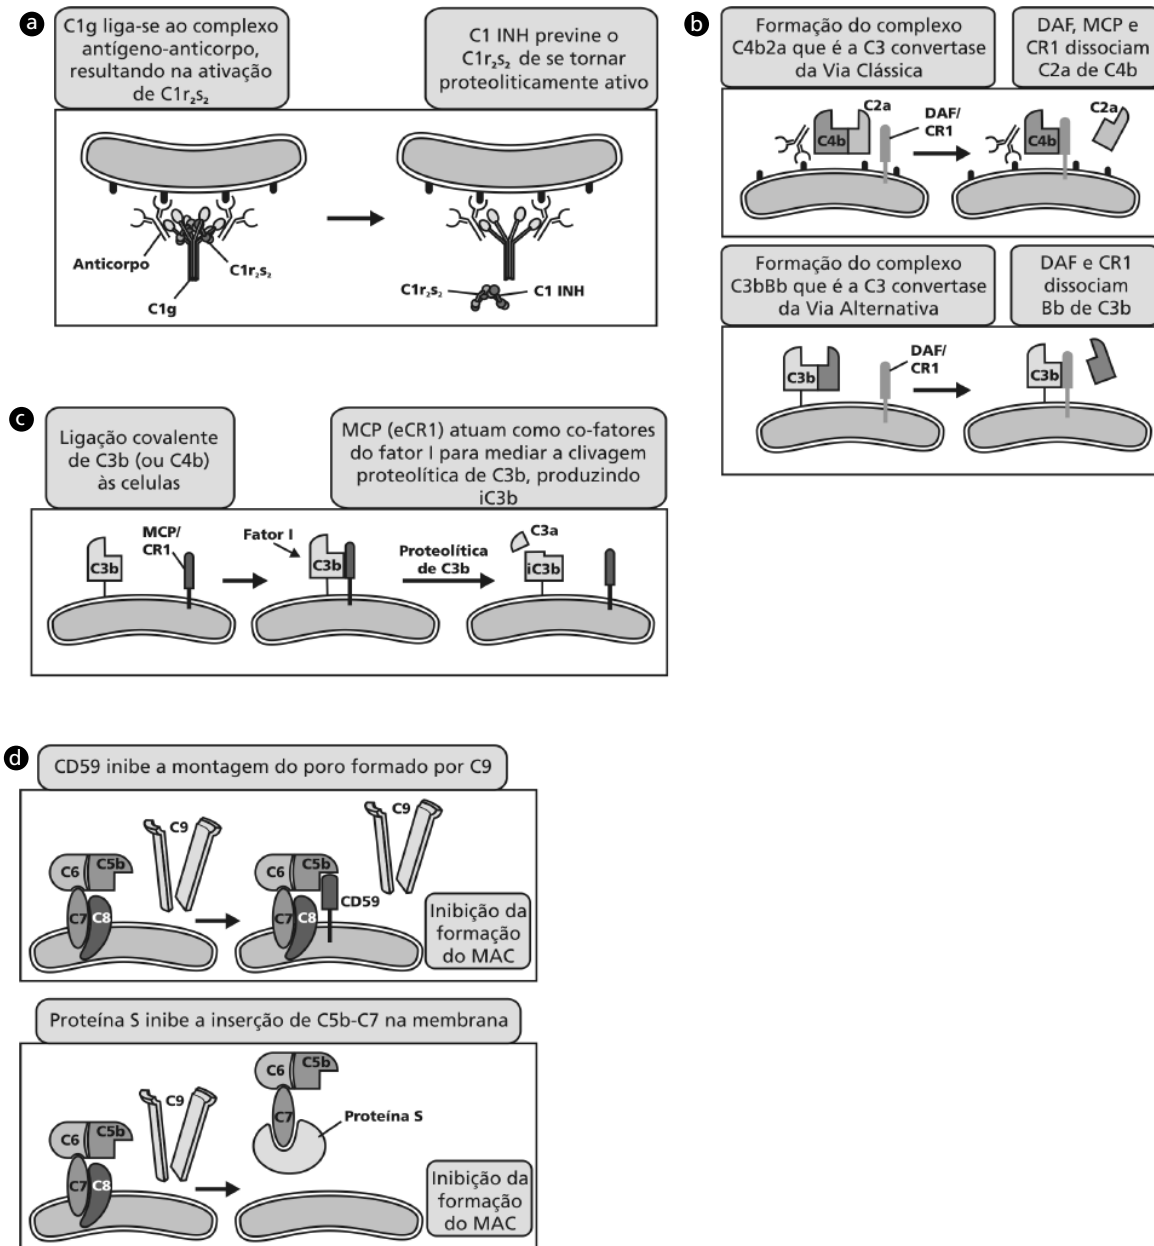 a
C1g liga-se ao complexo
antígeno-anticorpo,
resultando na ativação
de C1r₂s₂
C1 INH previne o
C1r₂s₂ de se tornar
proteoliticamente ativo
Anticorpo
C1r₂s₂
C1g
C1r₂s₂
C1 INH
b
Formação do complexo
C4b2a que é a C3 convertase
da Via Clássica
DAF, MCP e
CR1 dissociam
C2a de C4b
C2a
C4b
DAF/
CR1
C4b
C2a
Formação do complexo
C3bBb que é a C3 convertase
da Via Alternativa
DAF e CR1
dissociam
Bb de C3b
C3b
DAF/
CR1
C3b
c
Ligação covalente
de C3b (ou C4b)
às celulas
MCP (eCR1) atuam como co-fatores
do fator I para mediar a clivagem
proteolítica de C3b, produzindo
iC3b
C3b
MCP/
CR1
Fator I
C3b
Proteolítica
de C3b
C3a
iC3b
d
CD59 inibe a montagem do poro formado por C9
C6
C5b
C7
C8
C9
C6
C5b
C7
C8
CD59
C9
Inibição da
formação
do MAC
Proteína S inibe a inserção de C5b-C7 na membrana
C6
C5b
C7
C8
C9
C6
C5b
C7
Proteína S
Inibição da
formação
do MAC